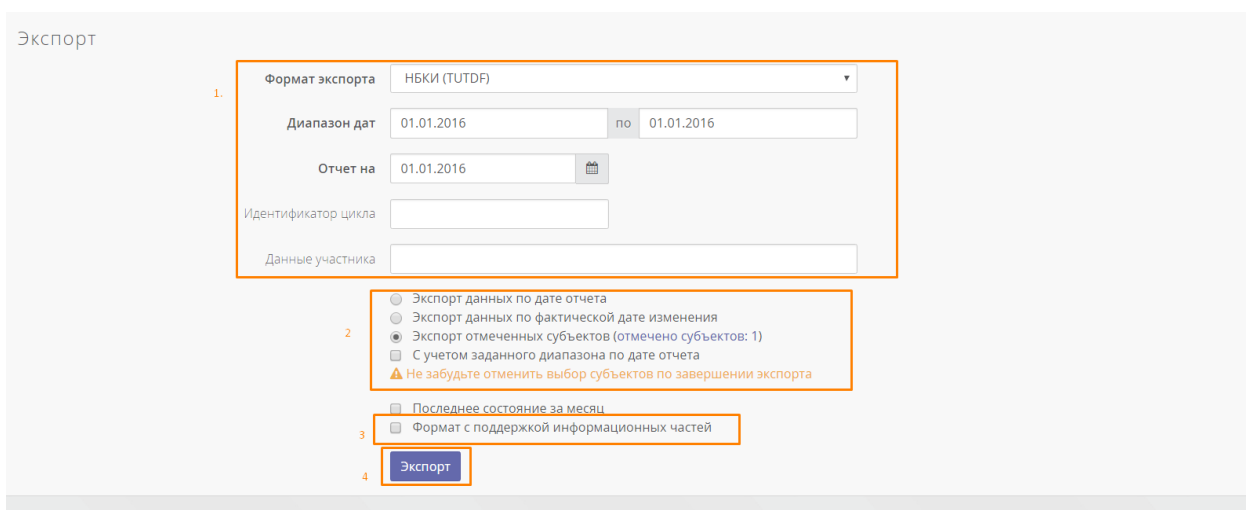 Экспорт
1.
Формат экспорта НБКИ (TUTDF)
Диапазон дат 01.01.2016 по 01.01.2016
Отчет на 01.01.2016
Идентификатор цикла
Данные участника
2
Экспорт данных по дате отчета
Экспорт данных по фактической дате изменения
Экспорт отмеченных субъектов (отмечено субъектов: 1)
С учетом заданного диапазона по дате отчета
Не забудьте отменить выбор субъектов по завершении экспорта
Последнее состояние за месяц
3 Формат с поддержкой информационных частей
4 Экспорт